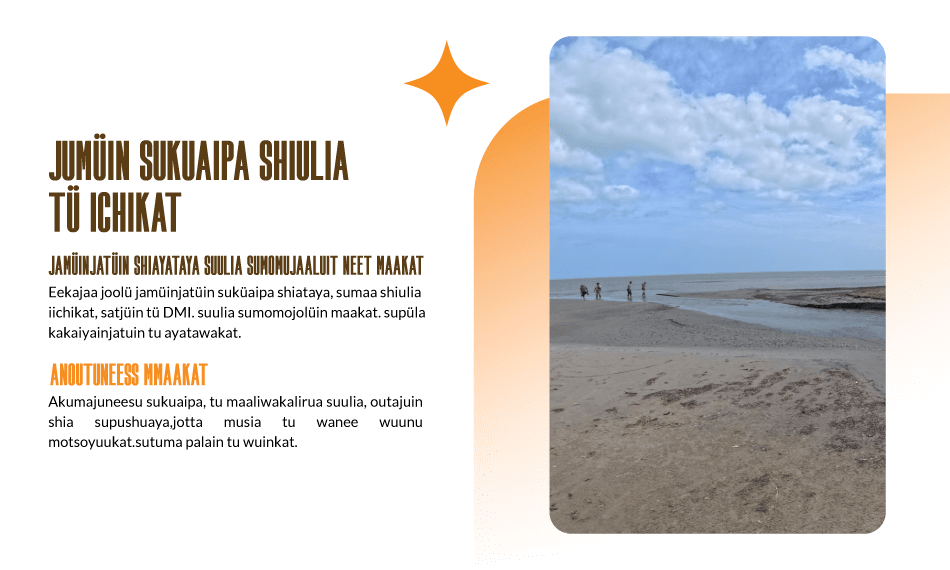 JUMÜIN SUKUAIPA SHIULIA
TÜ ICHIKAT
JAMÜINJATÜIN SHIAYATAYA SUULIA SUMOMUJAALUIT NEET MAAKAT
Eekajaa joolü jamüinjatüin suküaipa shiataya, sumaa shiulia
iichikat, satjüin tü DMI. suulia sumomojolüin maakat. supüla
kakaiyainjatuin tu ayatawakat.
ANOUTUNEESS MMAAKAT
Akumajuneesu sukuaipa, tu maaliwakalirua suulia, outajuin
shia supushuaya,jotta musia tu wanee wuunu
motsoyuukat.sutuma palain tu wuinkat.